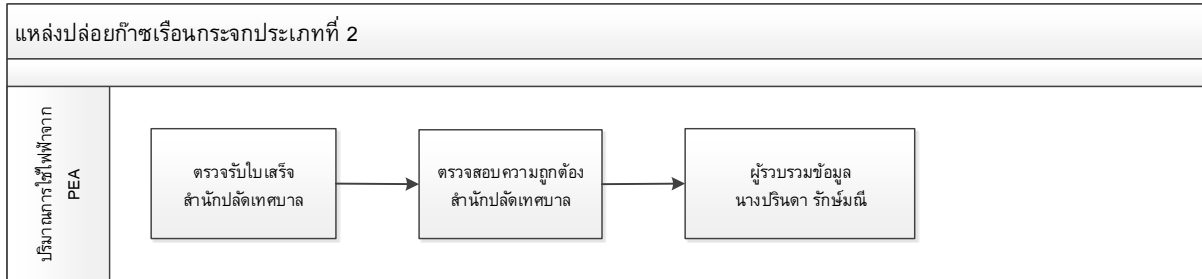 แหล่งปล่อยก๊าซเรือนกระจกประเภทที่ 2
ปริมาณการใช้ไฟฟ้าจาก
PEA
ตรวจรับใบเสร็จ
สำนักปลัดเทศบาล
ตรวจสอบความถูกต้อง
สำนักปลัดเทศบาล
ผู้รวบรวมข้อมูล
นางปรินดา รักษ์มณี